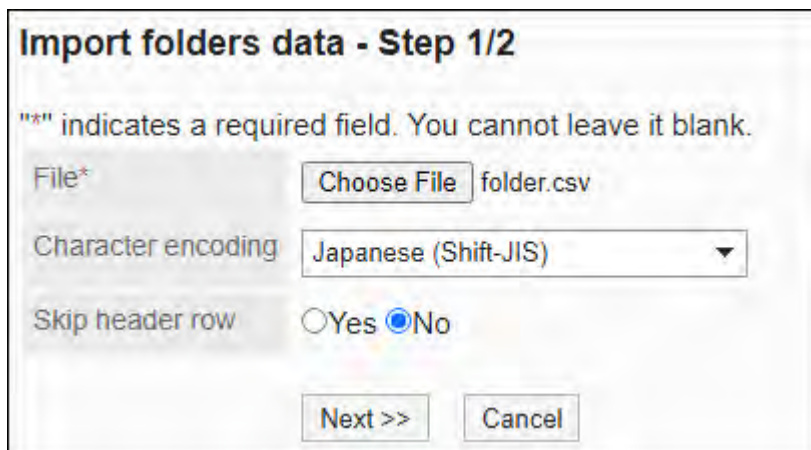 Import folders data - Step 1/2
"*" indicates a required field. You cannot leave it blank.
File* Choose File folder.csv
Character encoding Japanese (Shift-JIS)
Skip header row Yes No
Next >> Cancel